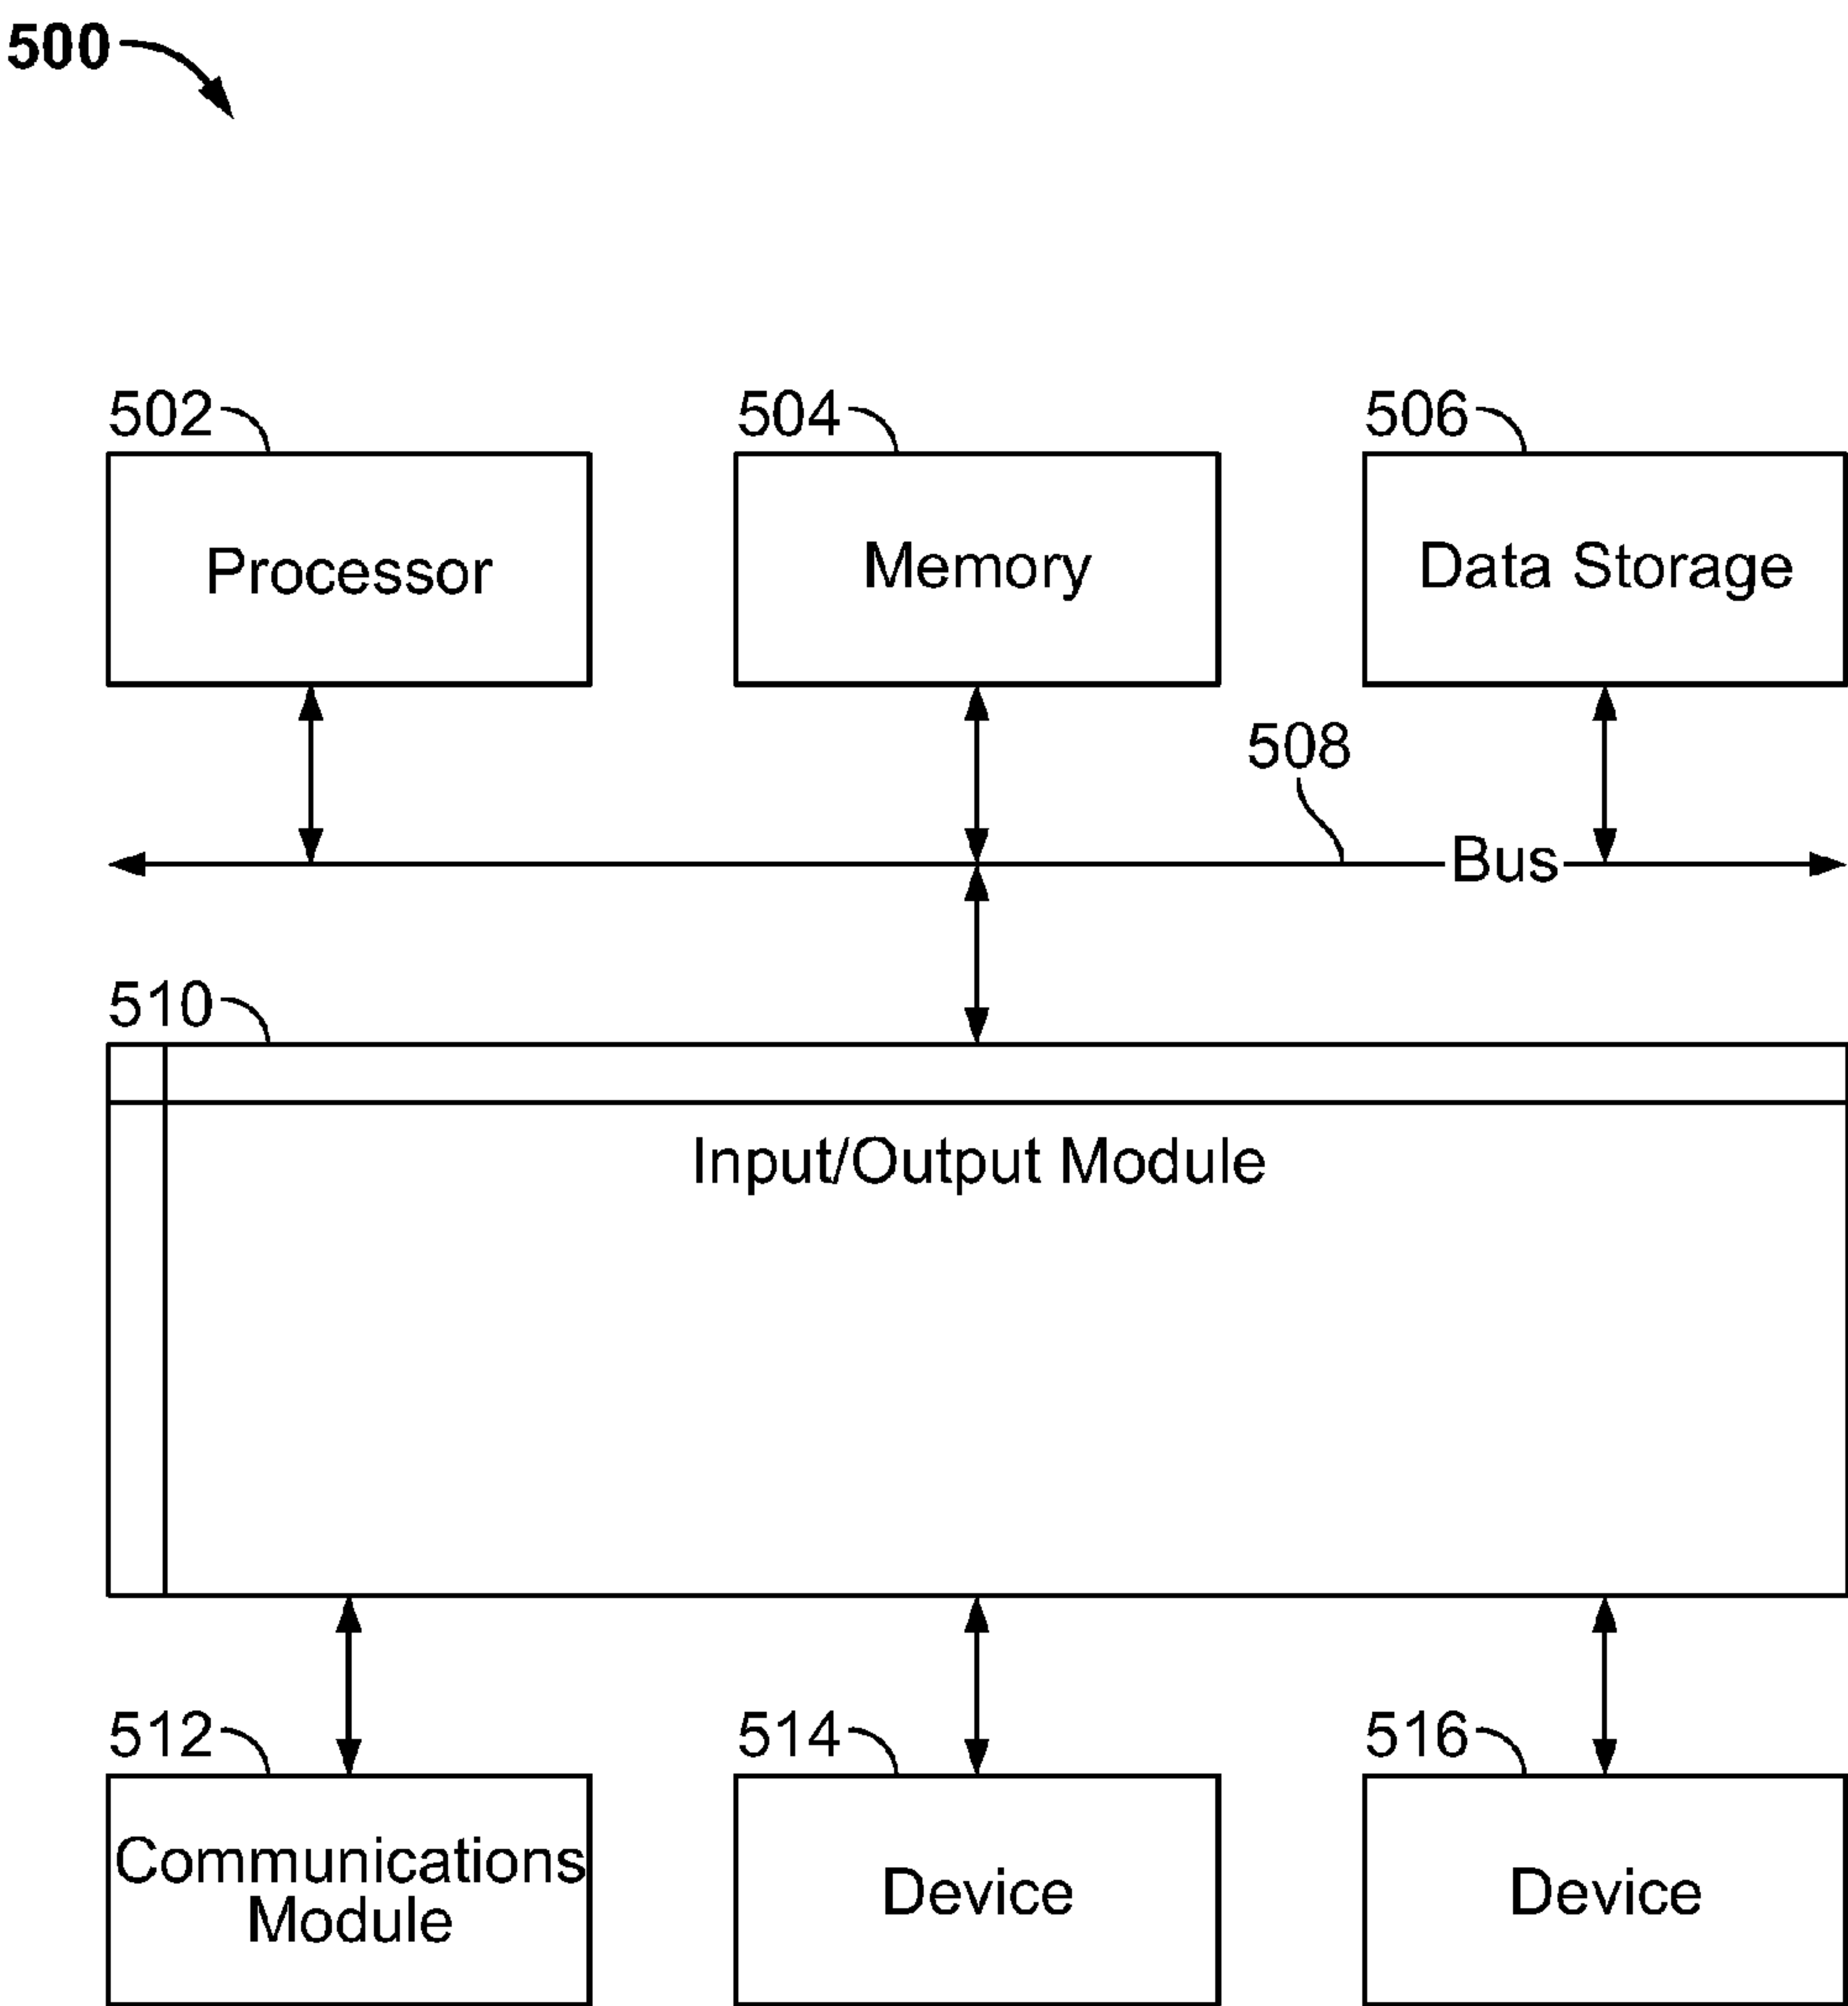 500
502
504
506
Processor
Memory
Data Storage
508
Bus
510
Input/Output Module
512
514
516
Communications
Module
Device
Device